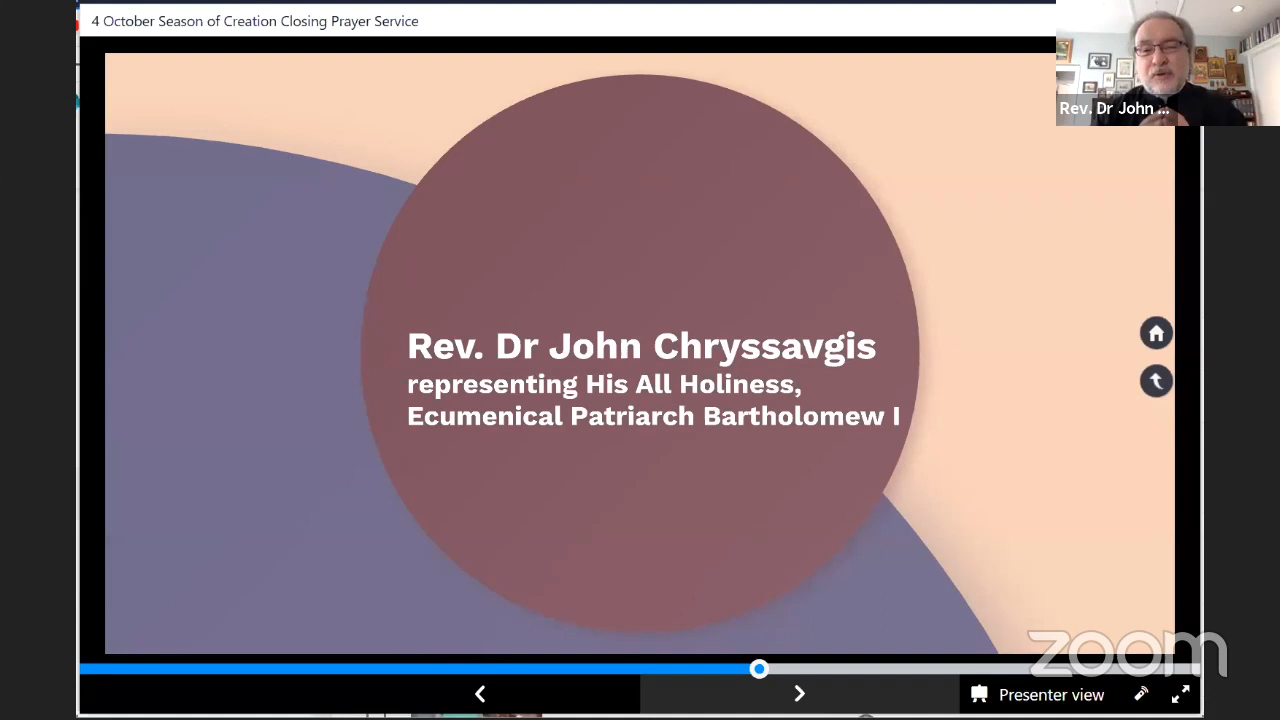 4 October Season of Creation Closing Prayer Service
Rev. Dr John ...
Rev. Dr John Chryssavgis
representing His All Holiness,
Ecumenical Patriarch Bartholomew I
zoom
Presenter view